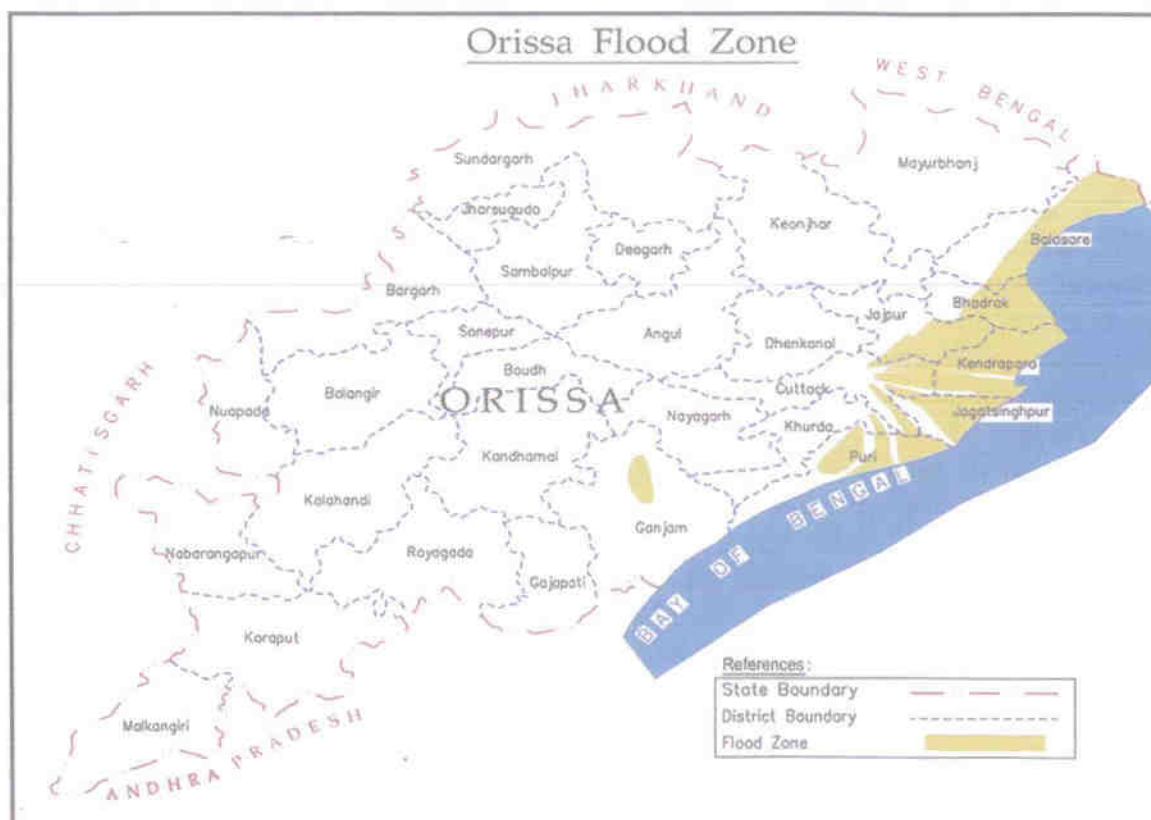 Orissa Flood Zone
JHARKHAND
WEST BENGAL
Sundargarh
Mayurbhanj
Jharsuguda
Keonjhar
Deogarh
Balasore
Sambalpur
Bargarh
Bhadrak
Jajpur
Sonepur
Angul
Dhenkanal
Boudh
Kendrapara
Cuttack
Balangir
ORISSA
Nuapada
Nayagarh
Jagatsinghpur
Khurda
Puri
Kandhamal
CHHATISGARH
Kalahandi
BAY OF BENGAL
Ganjam
Nabarangapur
Rayagada
Gajapati
Koraput
Malkangiri
ANDHRA PRADESH
References:
State Boundary
District Boundary
Flood Zone